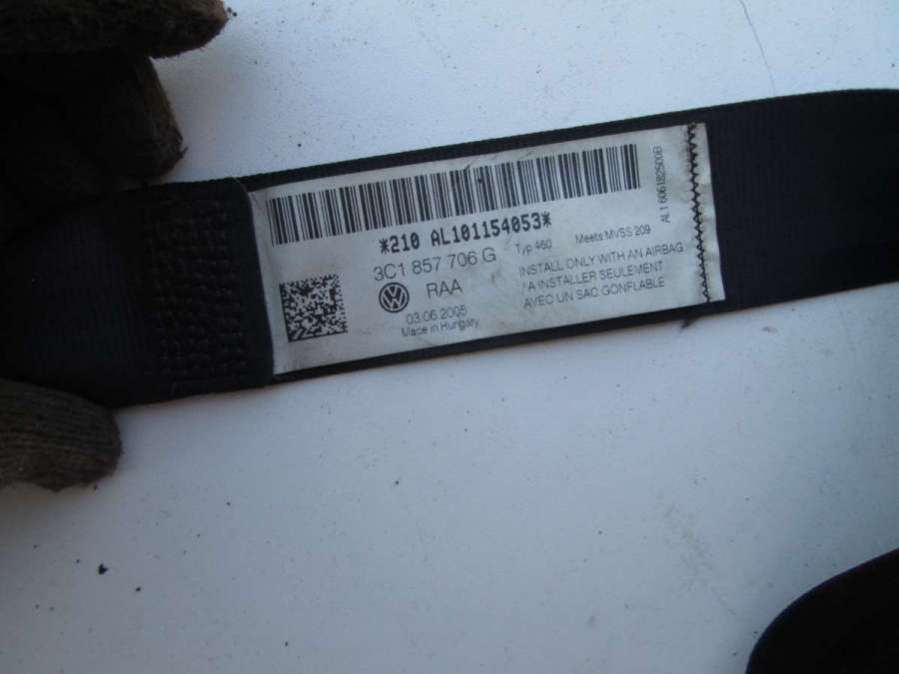 *210 AL101154053*
3C1 857 706 G
RAA
03.06.2005
Made in Hungary
Typ 460 Meets MVSS 209
INSTALL ONLY WITH AN AIRBAG
'A INSTALLER SEULEMENT
AVEC UN SAC GONFLABLE